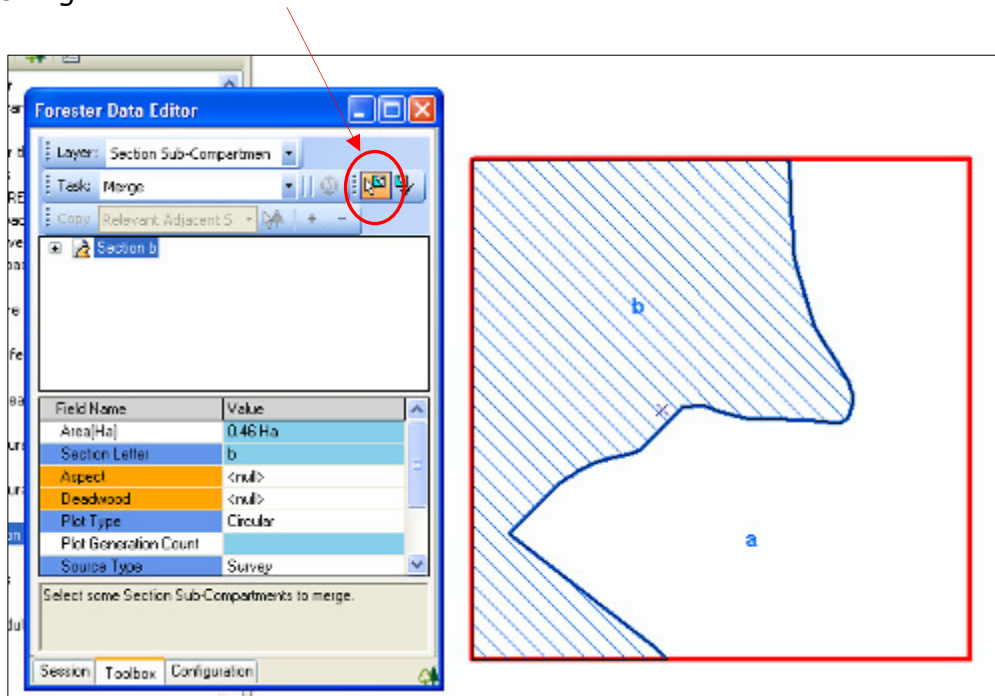 Forester Data Editor
Layer: Section Sub-Compartmen
Task: Merge
Copy Relevant Adjacent S
Section b
Field Name Value
Area(Ha) 0.46 Ha
Section Letter b
Aspect <null>
Deadwood <null>
Plot Type Circular
Plot Generation Count
Source Type Survey
Select some Section Sub-Compartments to merge.
Session Toolbox Configuration
b
a